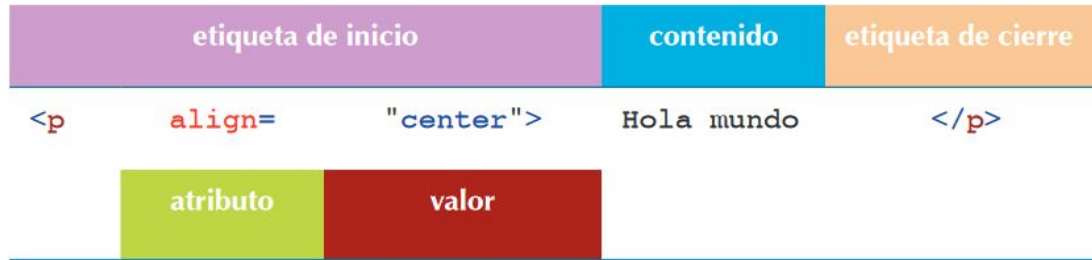 etiqueta de inicio contenido etiqueta de cierre
<p align= "center"> Hola mundo </p>
atributo valor